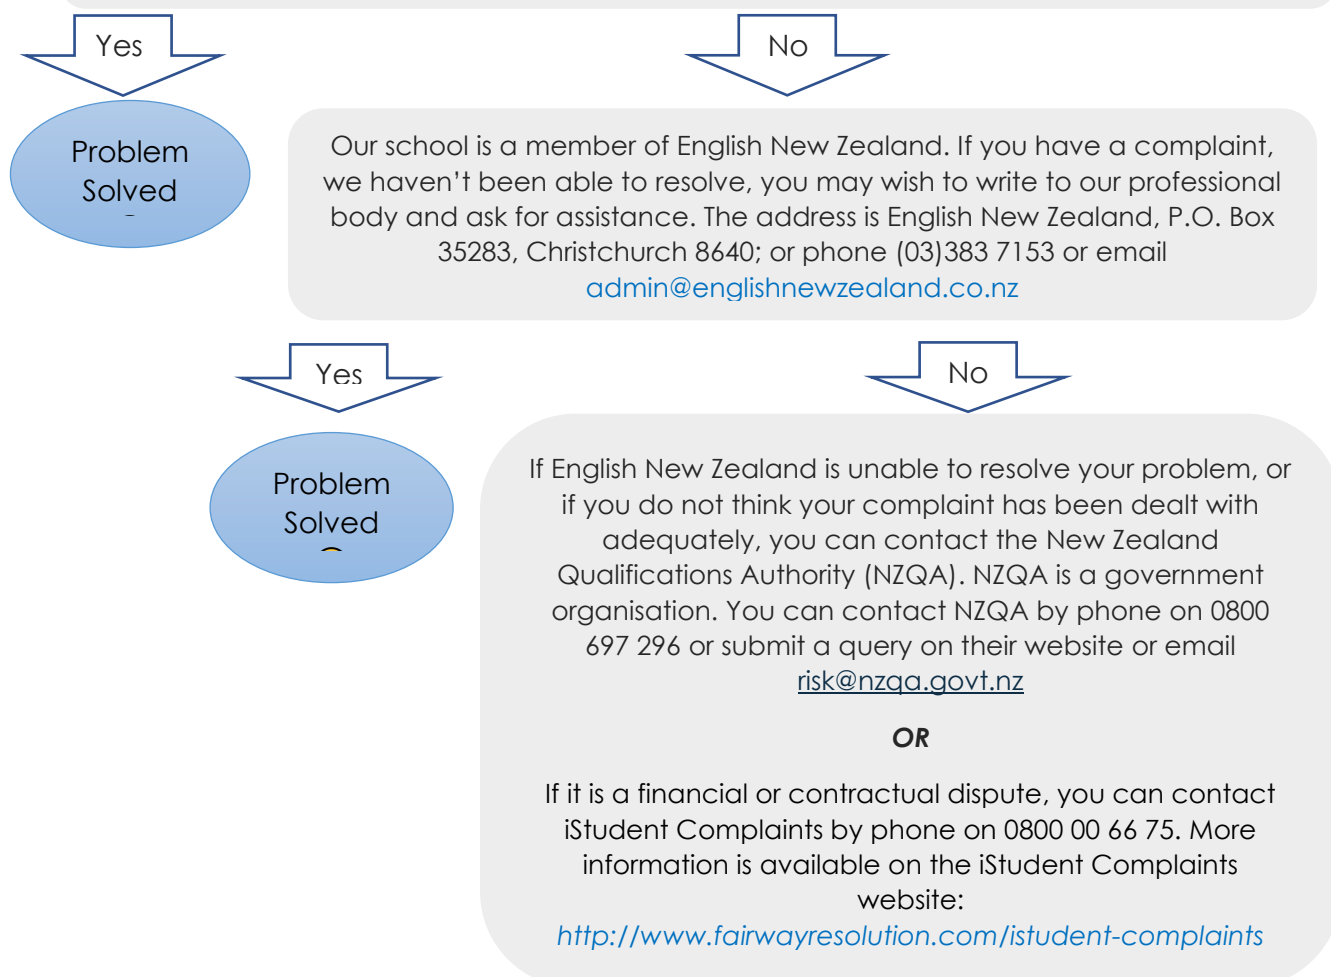 Yes
No
Problem
Solved
Our school is a member of English New Zealand. If you have a complaint,
we haven’t been able to resolve, you may wish to write to our professional
body and ask for assistance. The address is English New Zealand, P.O. Box
35283, Christchurch 8640; or phone (03)383 7153 or email
admin@englishnewzealand.co.nz
Yes
No
Problem
Solved
If English New Zealand is unable to resolve your problem, or
if you do not think your complaint has been dealt with
adequately, you can contact the New Zealand
Qualifications Authority (NZQA). NZQA is a government
organisation. You can contact NZQA by phone on 0800
697 296 or submit a query on their website or email
risk@nzqa.govt.nz
OR
If it is a financial or contractual dispute, you can contact
iStudent Complaints by phone on 0800 00 66 75. More
information is available on the iStudent Complaints
website:
http://www.fairwayresolution.com/istudent-complaints